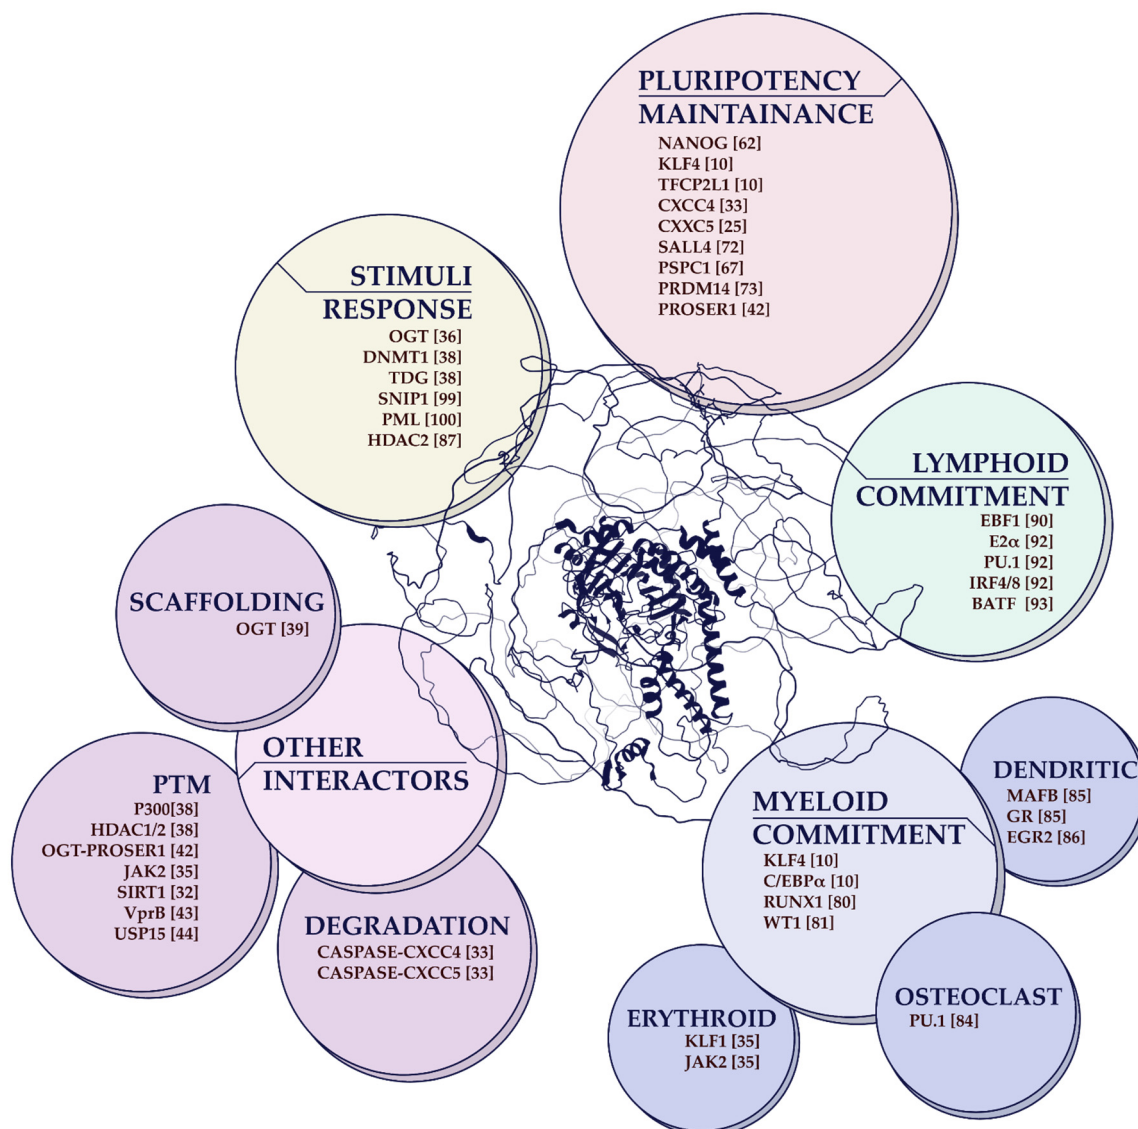 PLURIPOTENCY
MAINTAINANCE
NANOG [62]
KLF4 [10]
TFCP2L1 [10]
CXCC4 [33]
CXXC5 [25]
SALL4 [72]
PSPC1 [67]
PRDM14 [73]
PROSER1 [42]
STIMULI
RESPONSE
OGT [36]
DNMT1 [38]
TDG [38]
SNIP1 [99]
PML [100]
HDAC2 [87]
LYMPHOID
COMMITMENT
EBF1 [90]
E2α [92]
PU.1 [92]
IRF4/8 [92]
BATF [93]
SCAFFOLDING
OGT [39]
OTHER
INTERACTORS
PTM
P300[38]
HDAC1/2 [38]
OGT-PROSER1 [42]
JAK2 [35]
SIRT1 [32]
VprB [43]
USP15 [44]
DEGRADATION
CASPASE-CXCC4 [33]
CASPASE-CXCC5 [33]
MYELOID
COMMITMENT
KLF4 [10]
C/EBPα [10]
RUNX1 [80]
WT1 [81]
DENDRITIC
MAFB [85]
GR [85]
EGR2 [86]
OSTEOCLAST
PU.1 [84]
ERYTHROID
KLF1 [35]
JAK2 [35]